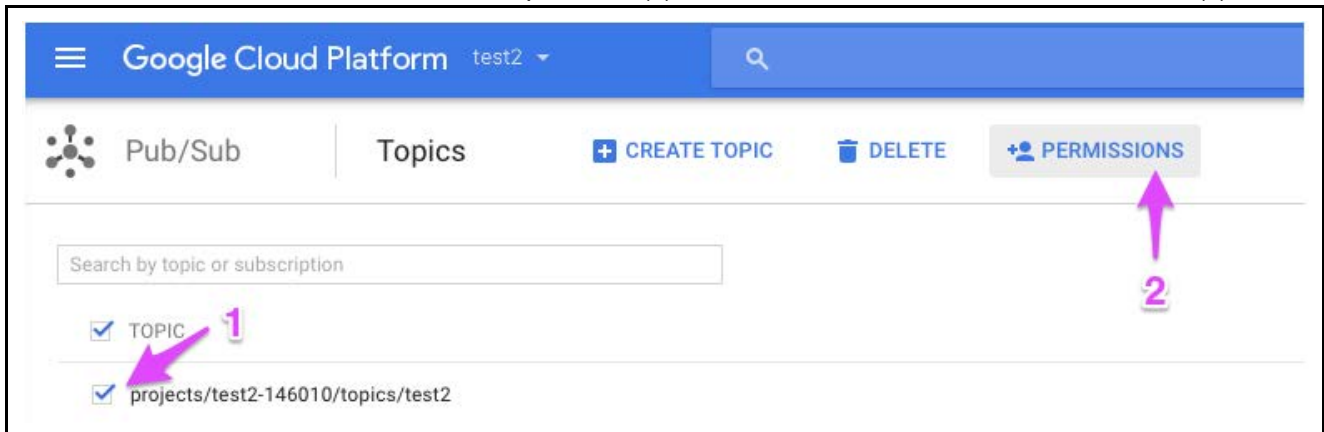 Google Cloud Platform test2
Pub/Sub Topics CREATE TOPIC DELETE PERMISSIONS
Search by topic or subscription
2
TOPIC 1
projects/test2-146010/topics/test2